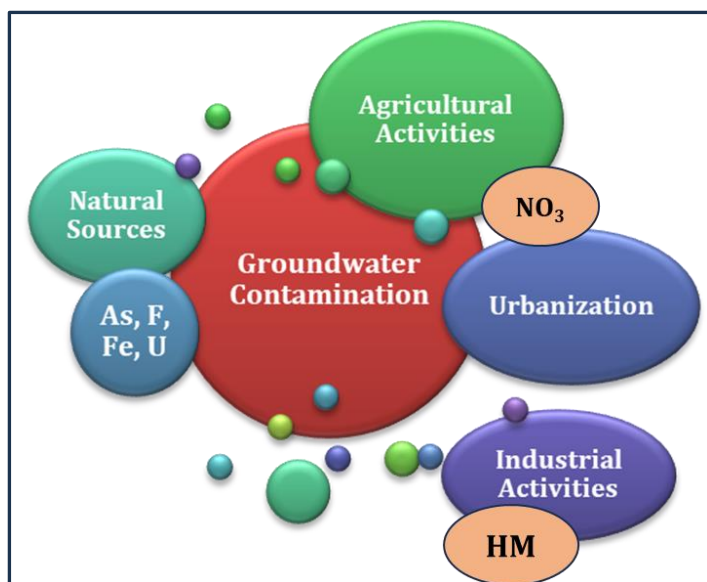 Agricultural
Activities
Natural
Sources
NO₃
Groundwater
Contamination
As, F,
Fe, U
Urbanization
Industrial
Activities
HM